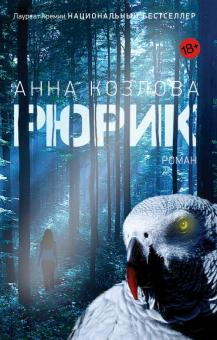 Лауреат премии НАЦИОНАЛЬНЫЙ БЕСТСЕЛЛЕР
18+
АННА КОЗЛОВА
РЮРИК
РОМАН